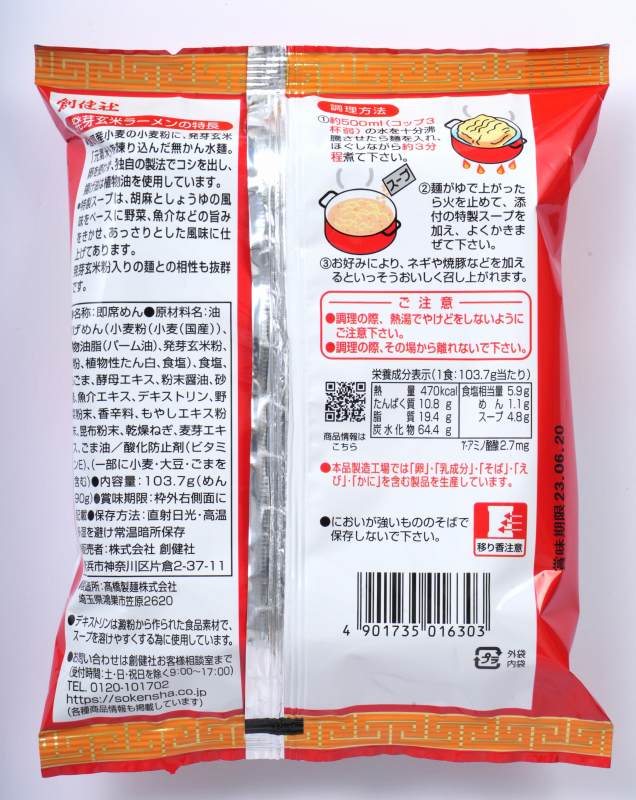 創健社
発芽玄米ラーメンの特長
産小麦の小麦粉に、発芽玄米
練り込んだ無かん水麺。
独自の製法でコシを出し、
植物油を使用しています。
特製スープは、胡麻としょうゆの風
味をベースに野菜、魚介などの旨み
をきかせ、あっさりとした風味に仕
上げてあります。
発芽玄米粉入りの麺との相性も抜群
です。
名称:即席めん●原材料名:油
げめん(小麦粉(小麦(国産))、
物油脂(パーム油)、発芽玄米粉、
粉、植物性たん白、食塩)、食塩、
ごま、酵母エキス、粉末醤油、砂
、魚介エキス、デキストリン、野
粉末、香辛料、もやしエキス粉
、昆布粉末、乾燥ねぎ、麦芽エキ
ス、ごま油/酸化防止剤(ビタミ
ンE)、(一部に小麦・大豆・ごまを
含む)●内容量:103.7g(めん
90g)●賞味期限:枠外右側面に
記載●保存方法:直射日光・高温
を避け常温暗所保存
売者:株式会社 創健社
浜市神奈川区片倉2-37-11
造所:髙橋製麺株式会社
埼玉県鴻巣市笠原2620
●デキストリンは澱粉から作られた食品素材で、
スープを溶けやすくする為に使用しています。
●お問い合わせは創健社お客様相談室まで
(受付時間:土・日・祝日を除く9:00〜17:00)
TEL 0120-101702
https://sokensha.co.jp
(各種商品情報も掲載しています)
調理方法
①約500ml(コップ3
杯弱)の水を十分沸
騰させたら麺を入れ、
ほぐしながら約3分
程煮て下さい。
スープ
②麺がゆで上がった
ら火を止めて、添
付の特製スープを
加え、よくかきま
ぜて下さい。
③お好みにより、ネギや焼豚などを加え
るといっそうおいしく召し上がれます。
ご注意
●調理の際、熱湯でやけどをしないように
ご注意下さい。
●調理の際、その場から離れないで下さい。
栄養成分表示(1食:103.7g当たり)
熱量 470kcal 食塩相当量 5.9g
たんぱく質 10.8 g めん 1.1g
脂質 19.4 g スープ 4.8g
炭水化物 64.4 g
γ-アミノ酪酸 2.7mg
商品情報は
こちら
●本品製造工場では「卵」・「乳成分」・「そば」・「え
び」・「かに」を含む製品を生産しています。
●においが強いもののそばで
保存しないで下さい。
移り香注意
賞味期限 23.06.20
4 901735 016303
プラ
外袋
内袋